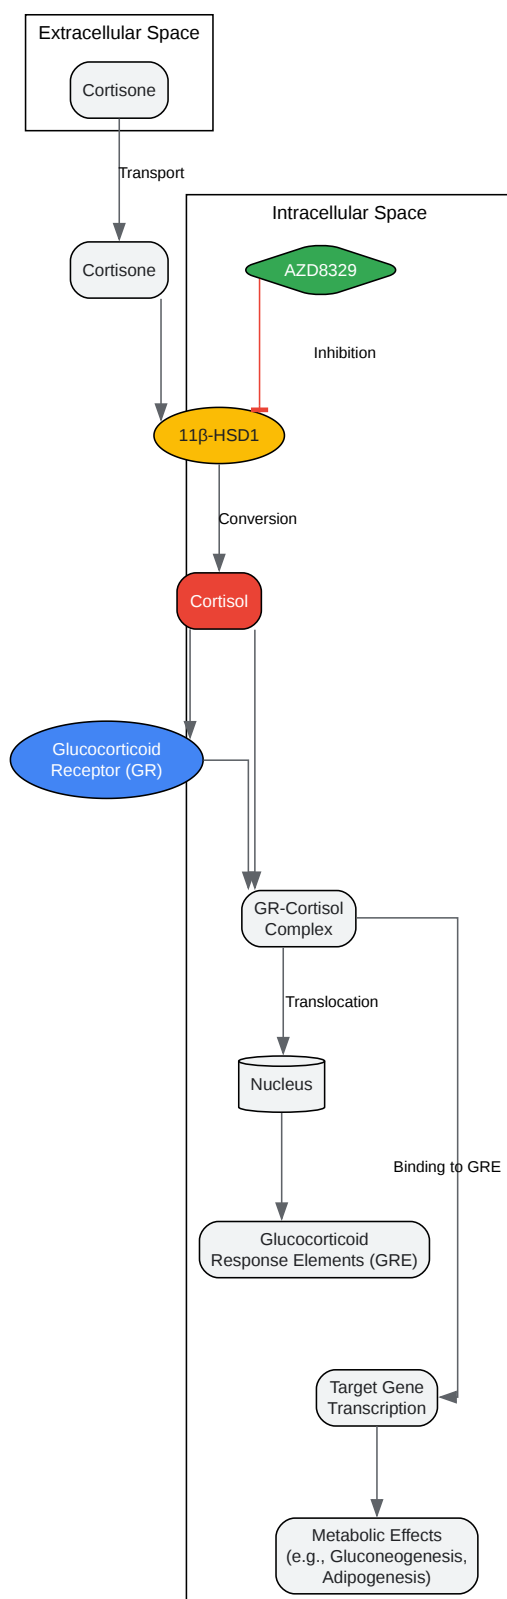 Extracellular Space
Cortisone
Transport
Intracellular Space
Cortisone
AZD8329
Inhibition
11β-HSD1
Conversion
Cortisol
Glucocorticoid
Receptor (GR)
GR-Cortisol
Complex
Translocation
Nucleus
Binding to GRE
Glucocorticoid
Response Elements (GRE)
Target Gene
Transcription
Metabolic Effects
(e.g., Gluconeogenesis,
Adipogenesis)